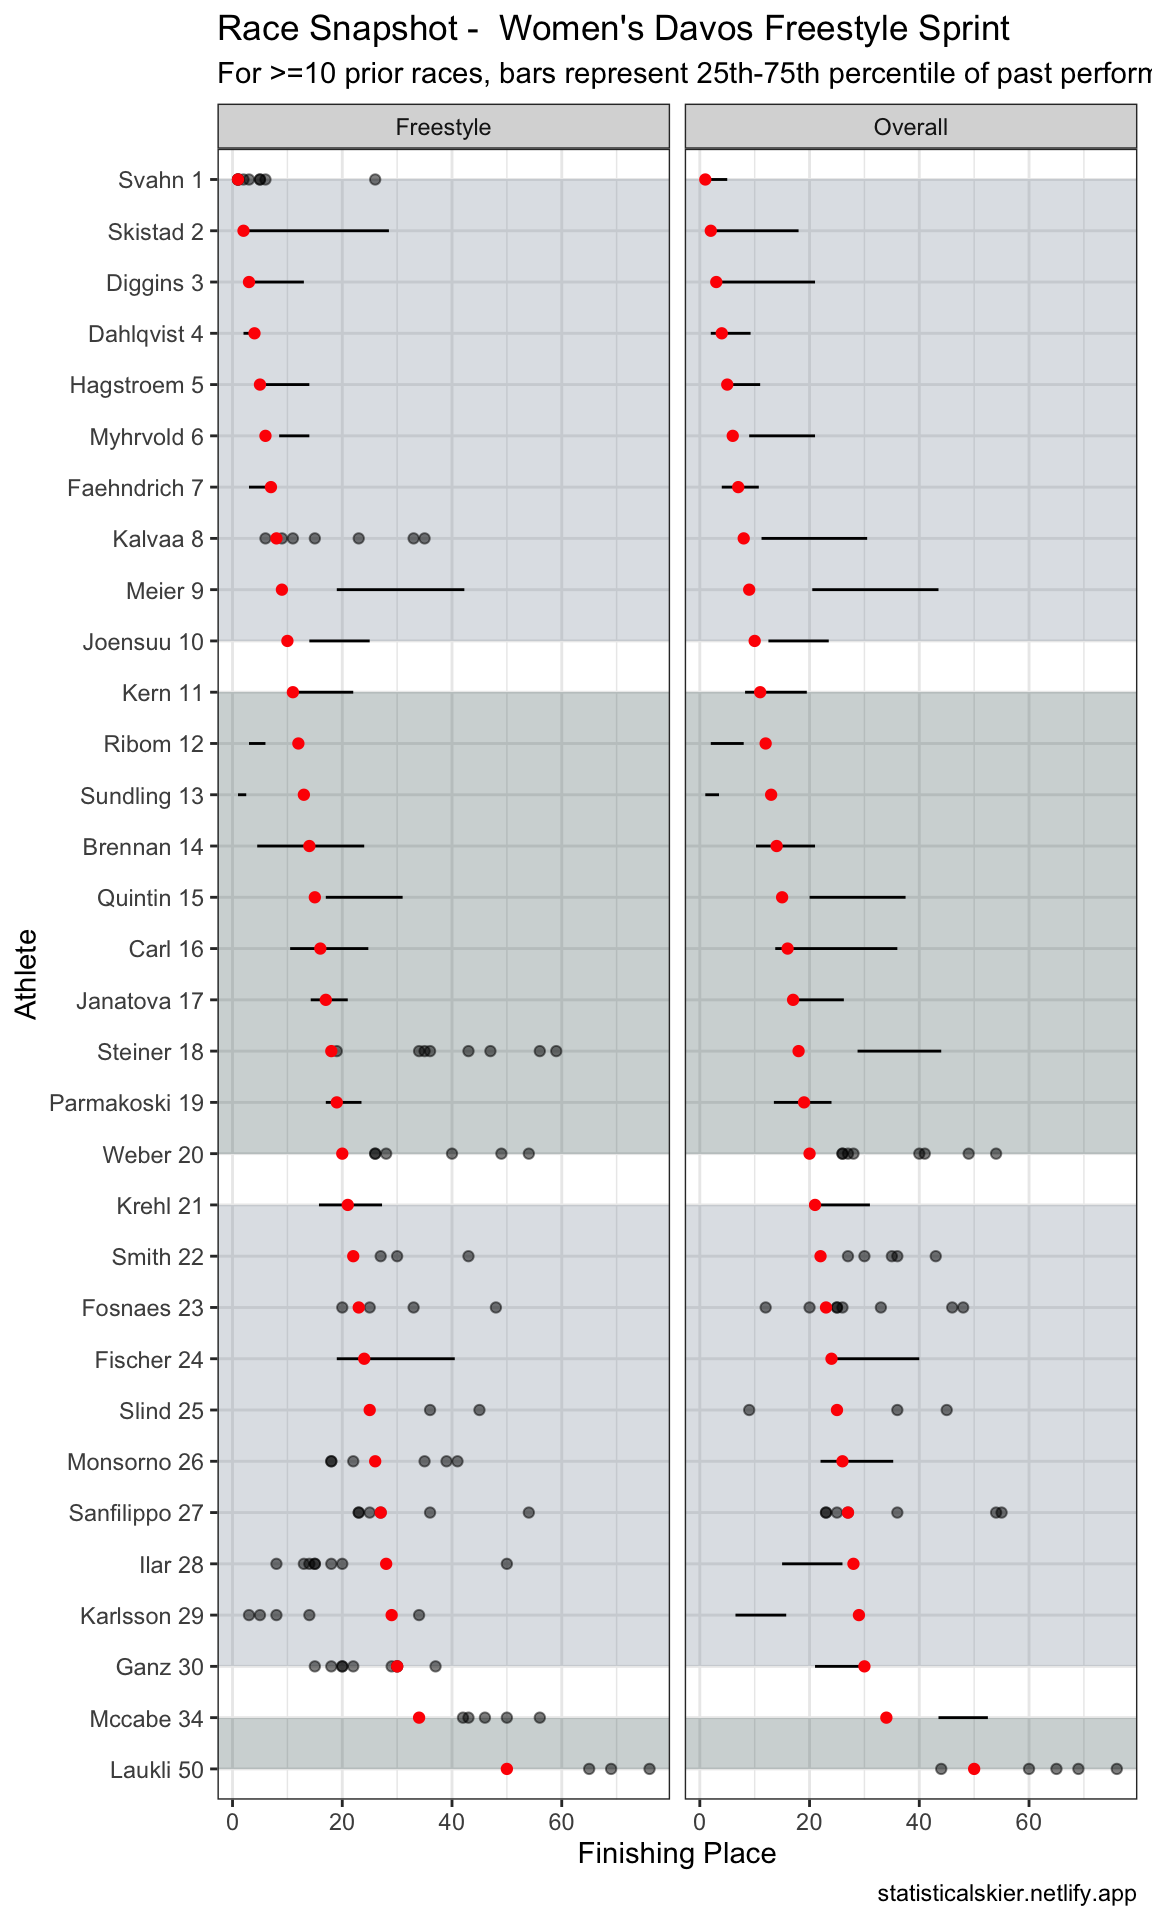 Race Snapshot -  Women's Davos Freestyle Sprint
For >=10 prior races, bars represent 25th-75th percentile of past perform
Freestyle
Overall
Svahn 1
Skistad 2
Diggins 3
Dahlqvist 4
Hagstroem 5
Myhrvold 6
Faehndrich 7
Kalvaa 8
Meier 9
Joensuu 10
Kern 11
Ribom 12
Sundling 13
Brennan 14
Quintin 15
Carl 16
Janatova 17
Steiner 18
Parmakoski 19
Weber 20
Krehl 21
Smith 22
Fosnaes 23
Fischer 24
Slind 25
Monsorno 26
Sanfilippo 27
Ilar 28
Karlsson 29
Ganz 30
Mccabe 34
Laukli 50
Athlete
0 20 40 60
0 20 40 60
Finishing Place
statisticalskier.netlify.app